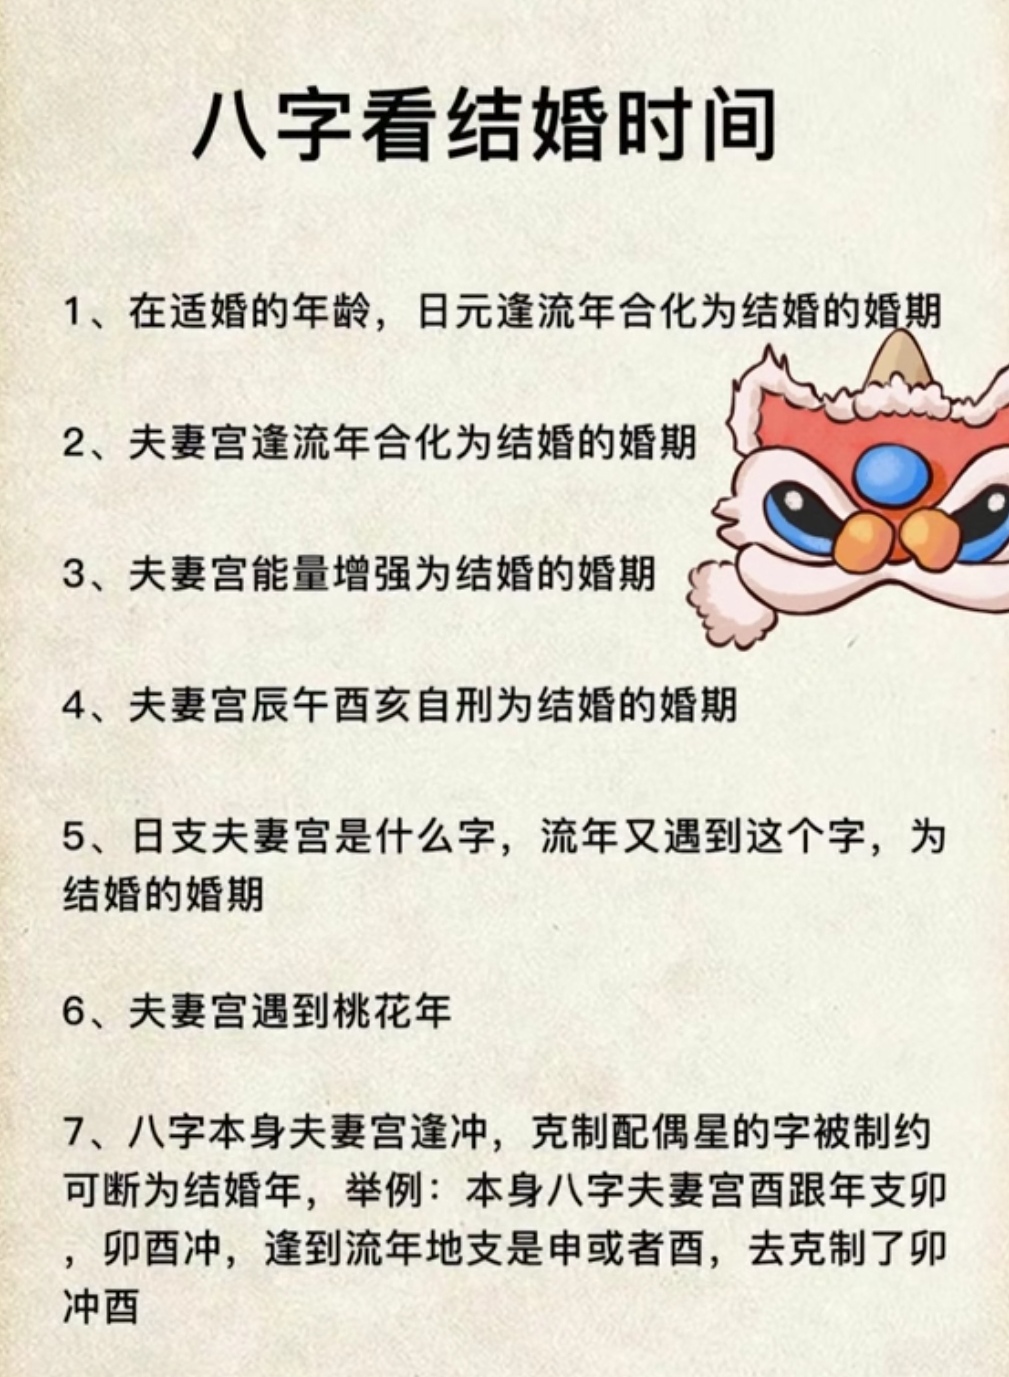 八字看结婚时间
1、在适婚的年龄，日元逢流年合化为结婚的婚期
2、夫妻宫逢流年合化为结婚的婚期
3、夫妻宫能量增强为结婚的婚期
4、夫妻宫辰午酉亥自刑为结婚的婚期
5、日支夫妻宫是什么字，流年又遇到这个字，为
结婚的婚期
6、夫妻宫遇到桃花年
7、八字本身夫妻宫逢冲，克制配偶星的字被制约
可断为结婚年，举例：本身八字夫妻宫酉跟年支卯
，卯酉冲，逢到流年地支是申或者酉，去克制了卯
冲酉